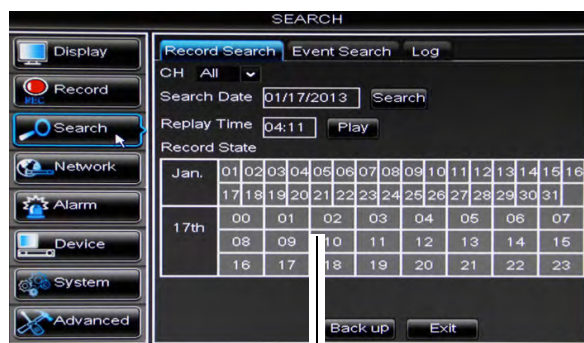 SEARCH
Display
Record
REC
Search
Network
Alarm
Device
System
Advanced
Record Search Event Search Log
CH All
Search Date 01/17/2013 Search
Replay Time 04:11 Play
Record State
Jan. 01 02 03 04 05 06 07 08 09 10 11 12 13 14 15 16
17 18 19 20 21 22 23 24 25 26 27 28 29 30 31
17th 00 01 02 03 04 05 06 07
08 09 10 11 12 13 14 15
16 17 18 19 20 21 22 23
Back up Exit